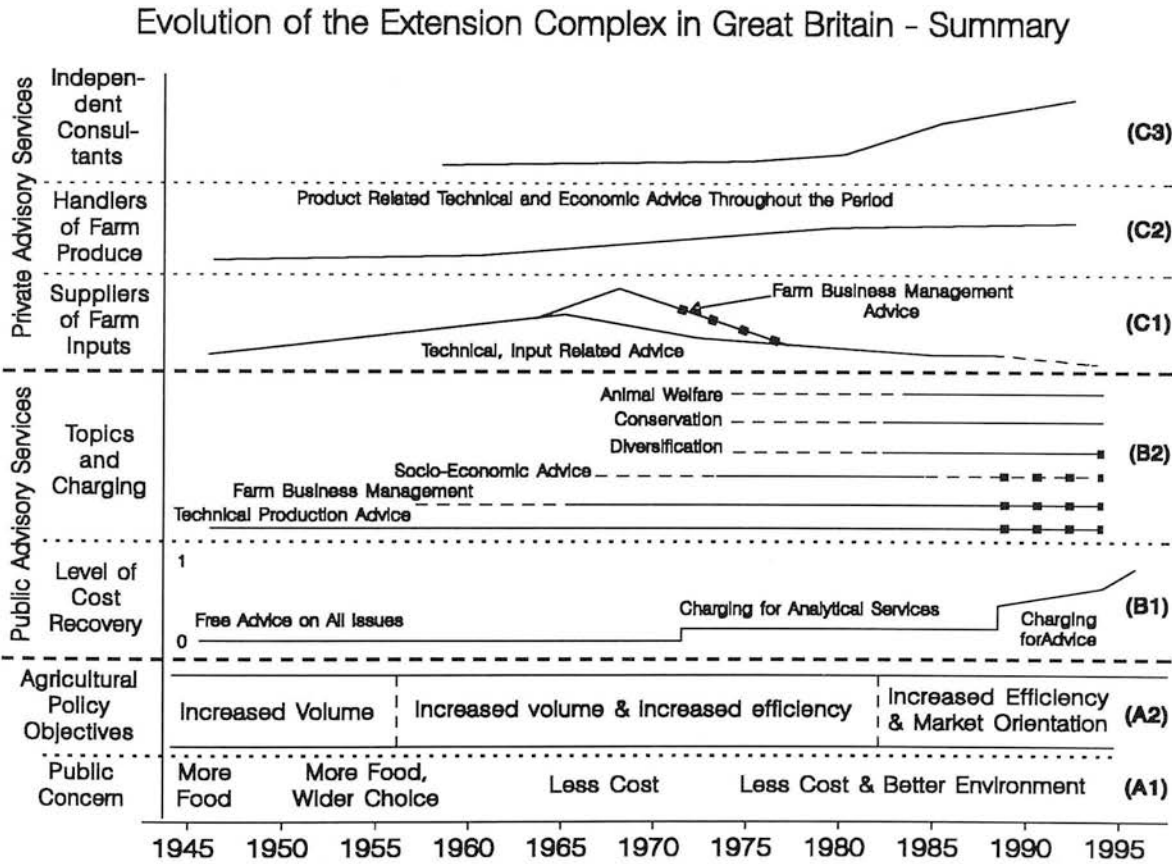 Evolution of the Extension Complex in Great Britain - Summary
Private Advisory Services
Indepen-
dent
Consul-
tants
(C3)
Handlers
of Farm
Produce
Product Related Technical and Economic Advice Throughout the Period
(C2)
Suppliers
of Farm
Inputs
Farm Business Management
Advice
Technical, Input Related Advice
(C1)
Public Advisory Services
Topics
and
Charging
Animal Welfare
Conservation
Diversification
Socio-Economic Advice
Farm Business Management
Technical Production Advice
(B2)
Level of
Cost
Recovery
1
0
Free Advice on All Issues
Charging for Analytical Services
Charging
forAdvice
(B1)
Agricultural
Policy
Objectives
Increased Volume
Increased volume & increased efficiency
Increased Efficiency
& Market Orientation
(A2)
Public
Concern
More
Food
More Food,
Wider Choice
Less Cost
Less Cost & Better Environment
(A1)
1945 1950 1955 1960 1965 1970 1975 1980 1985 1990 1995